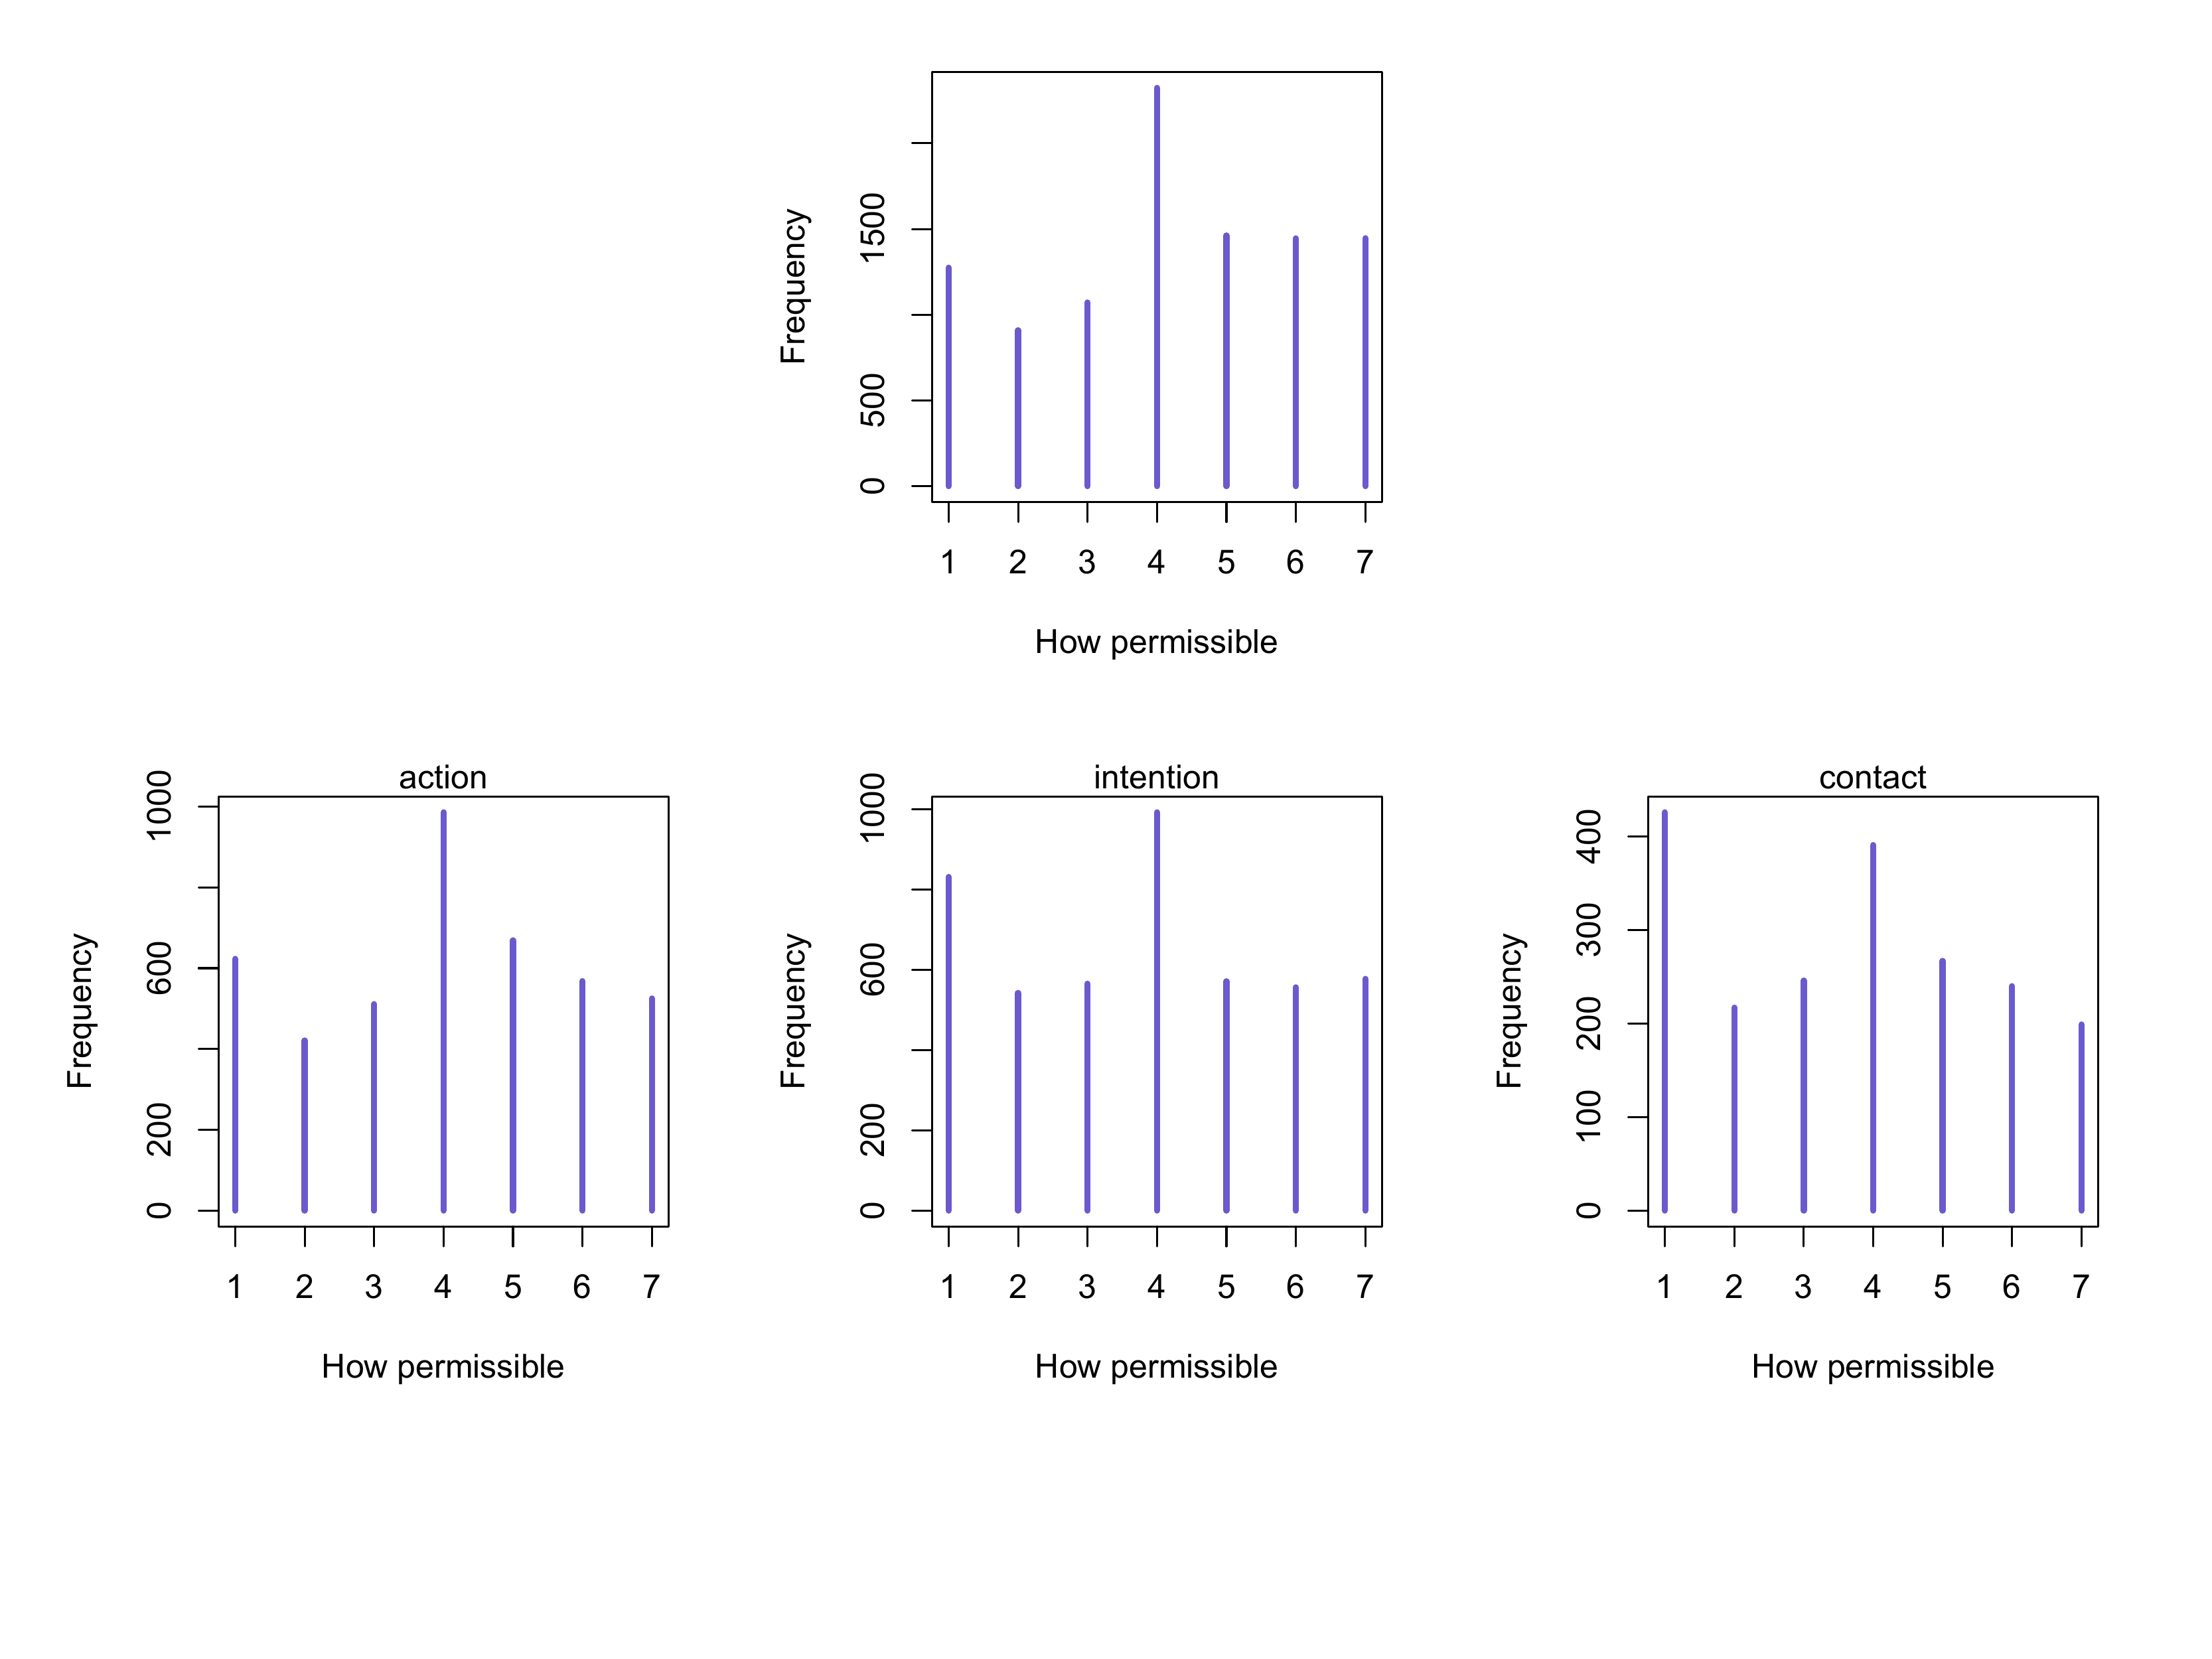 Frequency
0 500 1500
1 2 3 4 5 6 7
How permissible
action
Frequency
0 200 600 1000
1 2 3 4 5 6 7
How permissible
intention
Frequency
0 200 600 1000
1 2 3 4 5 6 7
How permissible
contact
Frequency
0 100 200 300 400
1 2 3 4 5 6 7
How permissible